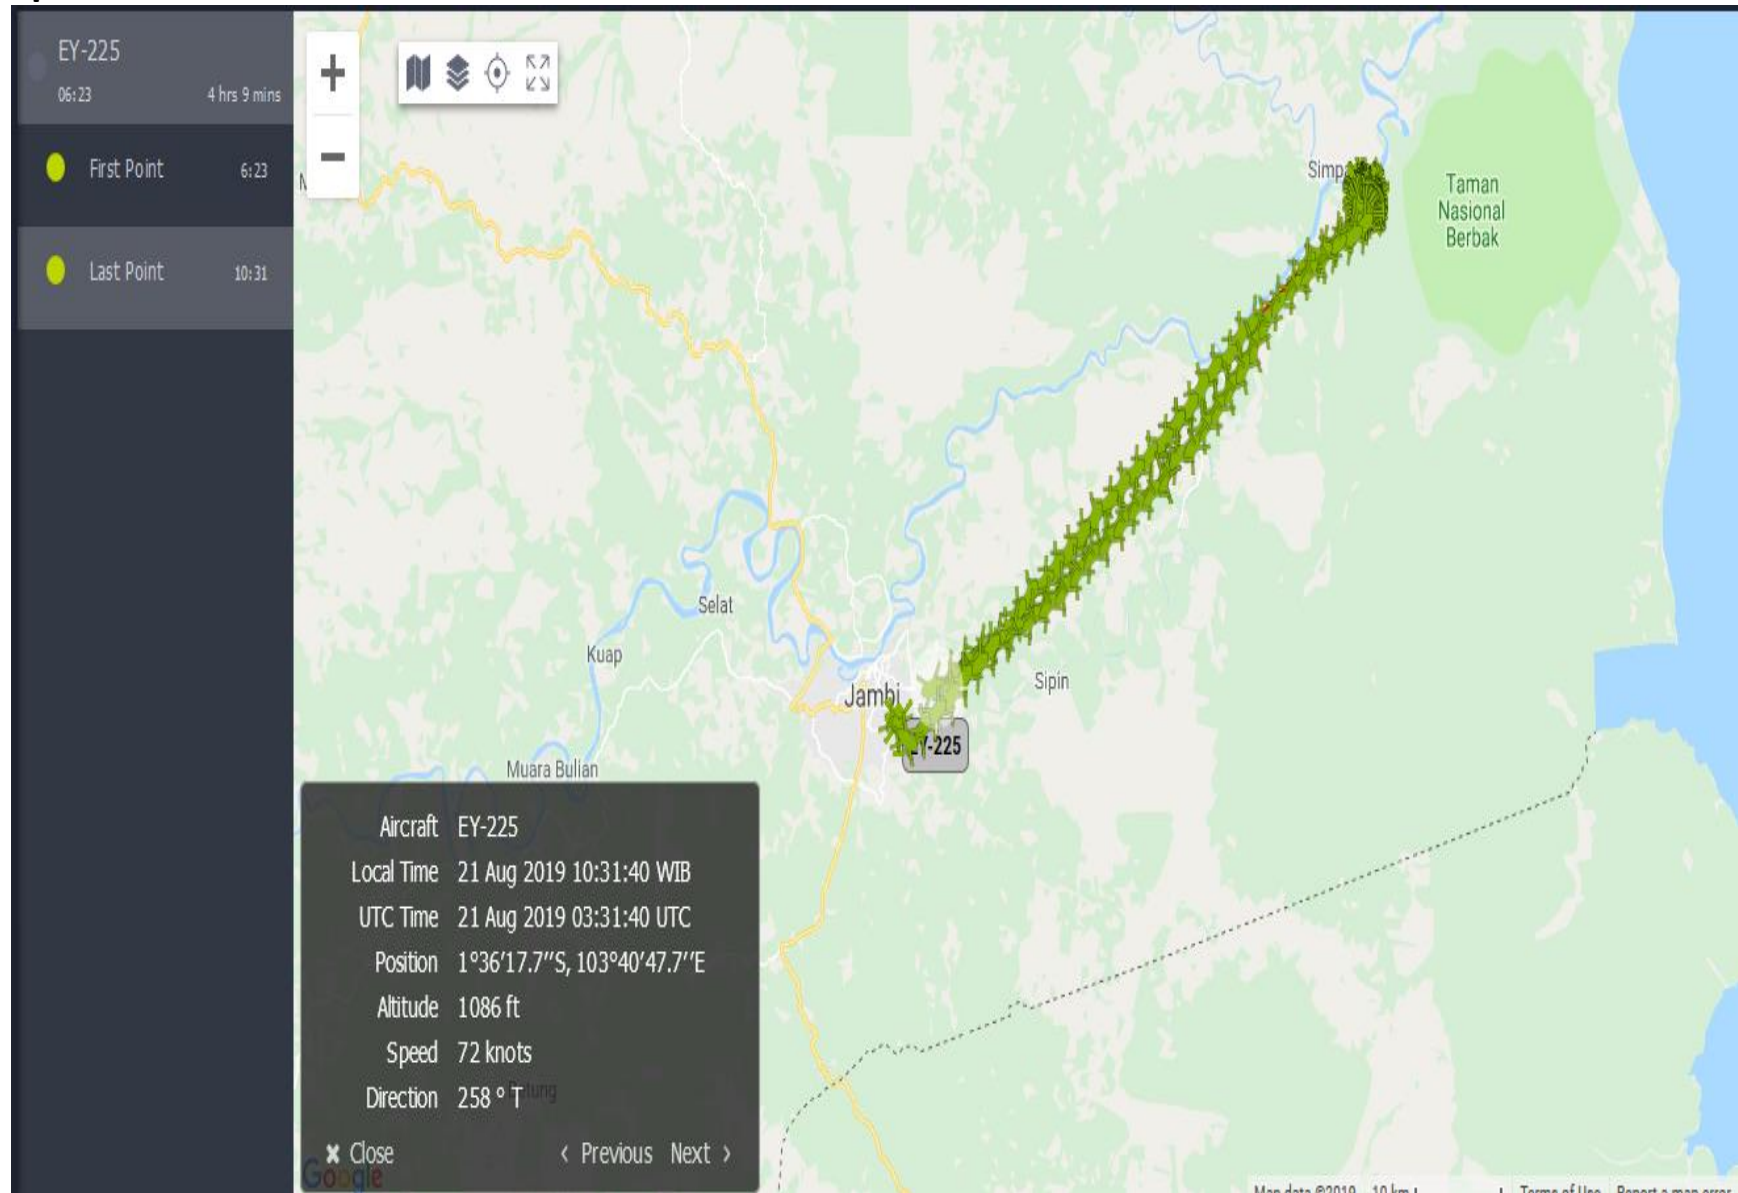 EY-225
06:23 4 hrs 9 mins
First Point 6:23
Last Point 10:31
Taman
Nasional
Berbak
Selat
Kuap
Jambi
Sipin
Muara Bulian
EY-225
Aircraft EY-225
Local Time 21 Aug 2019 10:31:40 WIB
UTC Time 21 Aug 2019 03:31:40 UTC
Position 1°36'17.7''S, 103°40'47.7''E
Altitude 1086 ft
Speed 72 knots
Direction 258 ° T
✖ Close ‹ Previous Next ›
Google
Map data ©2019 10 km Terms of Use Report a map error